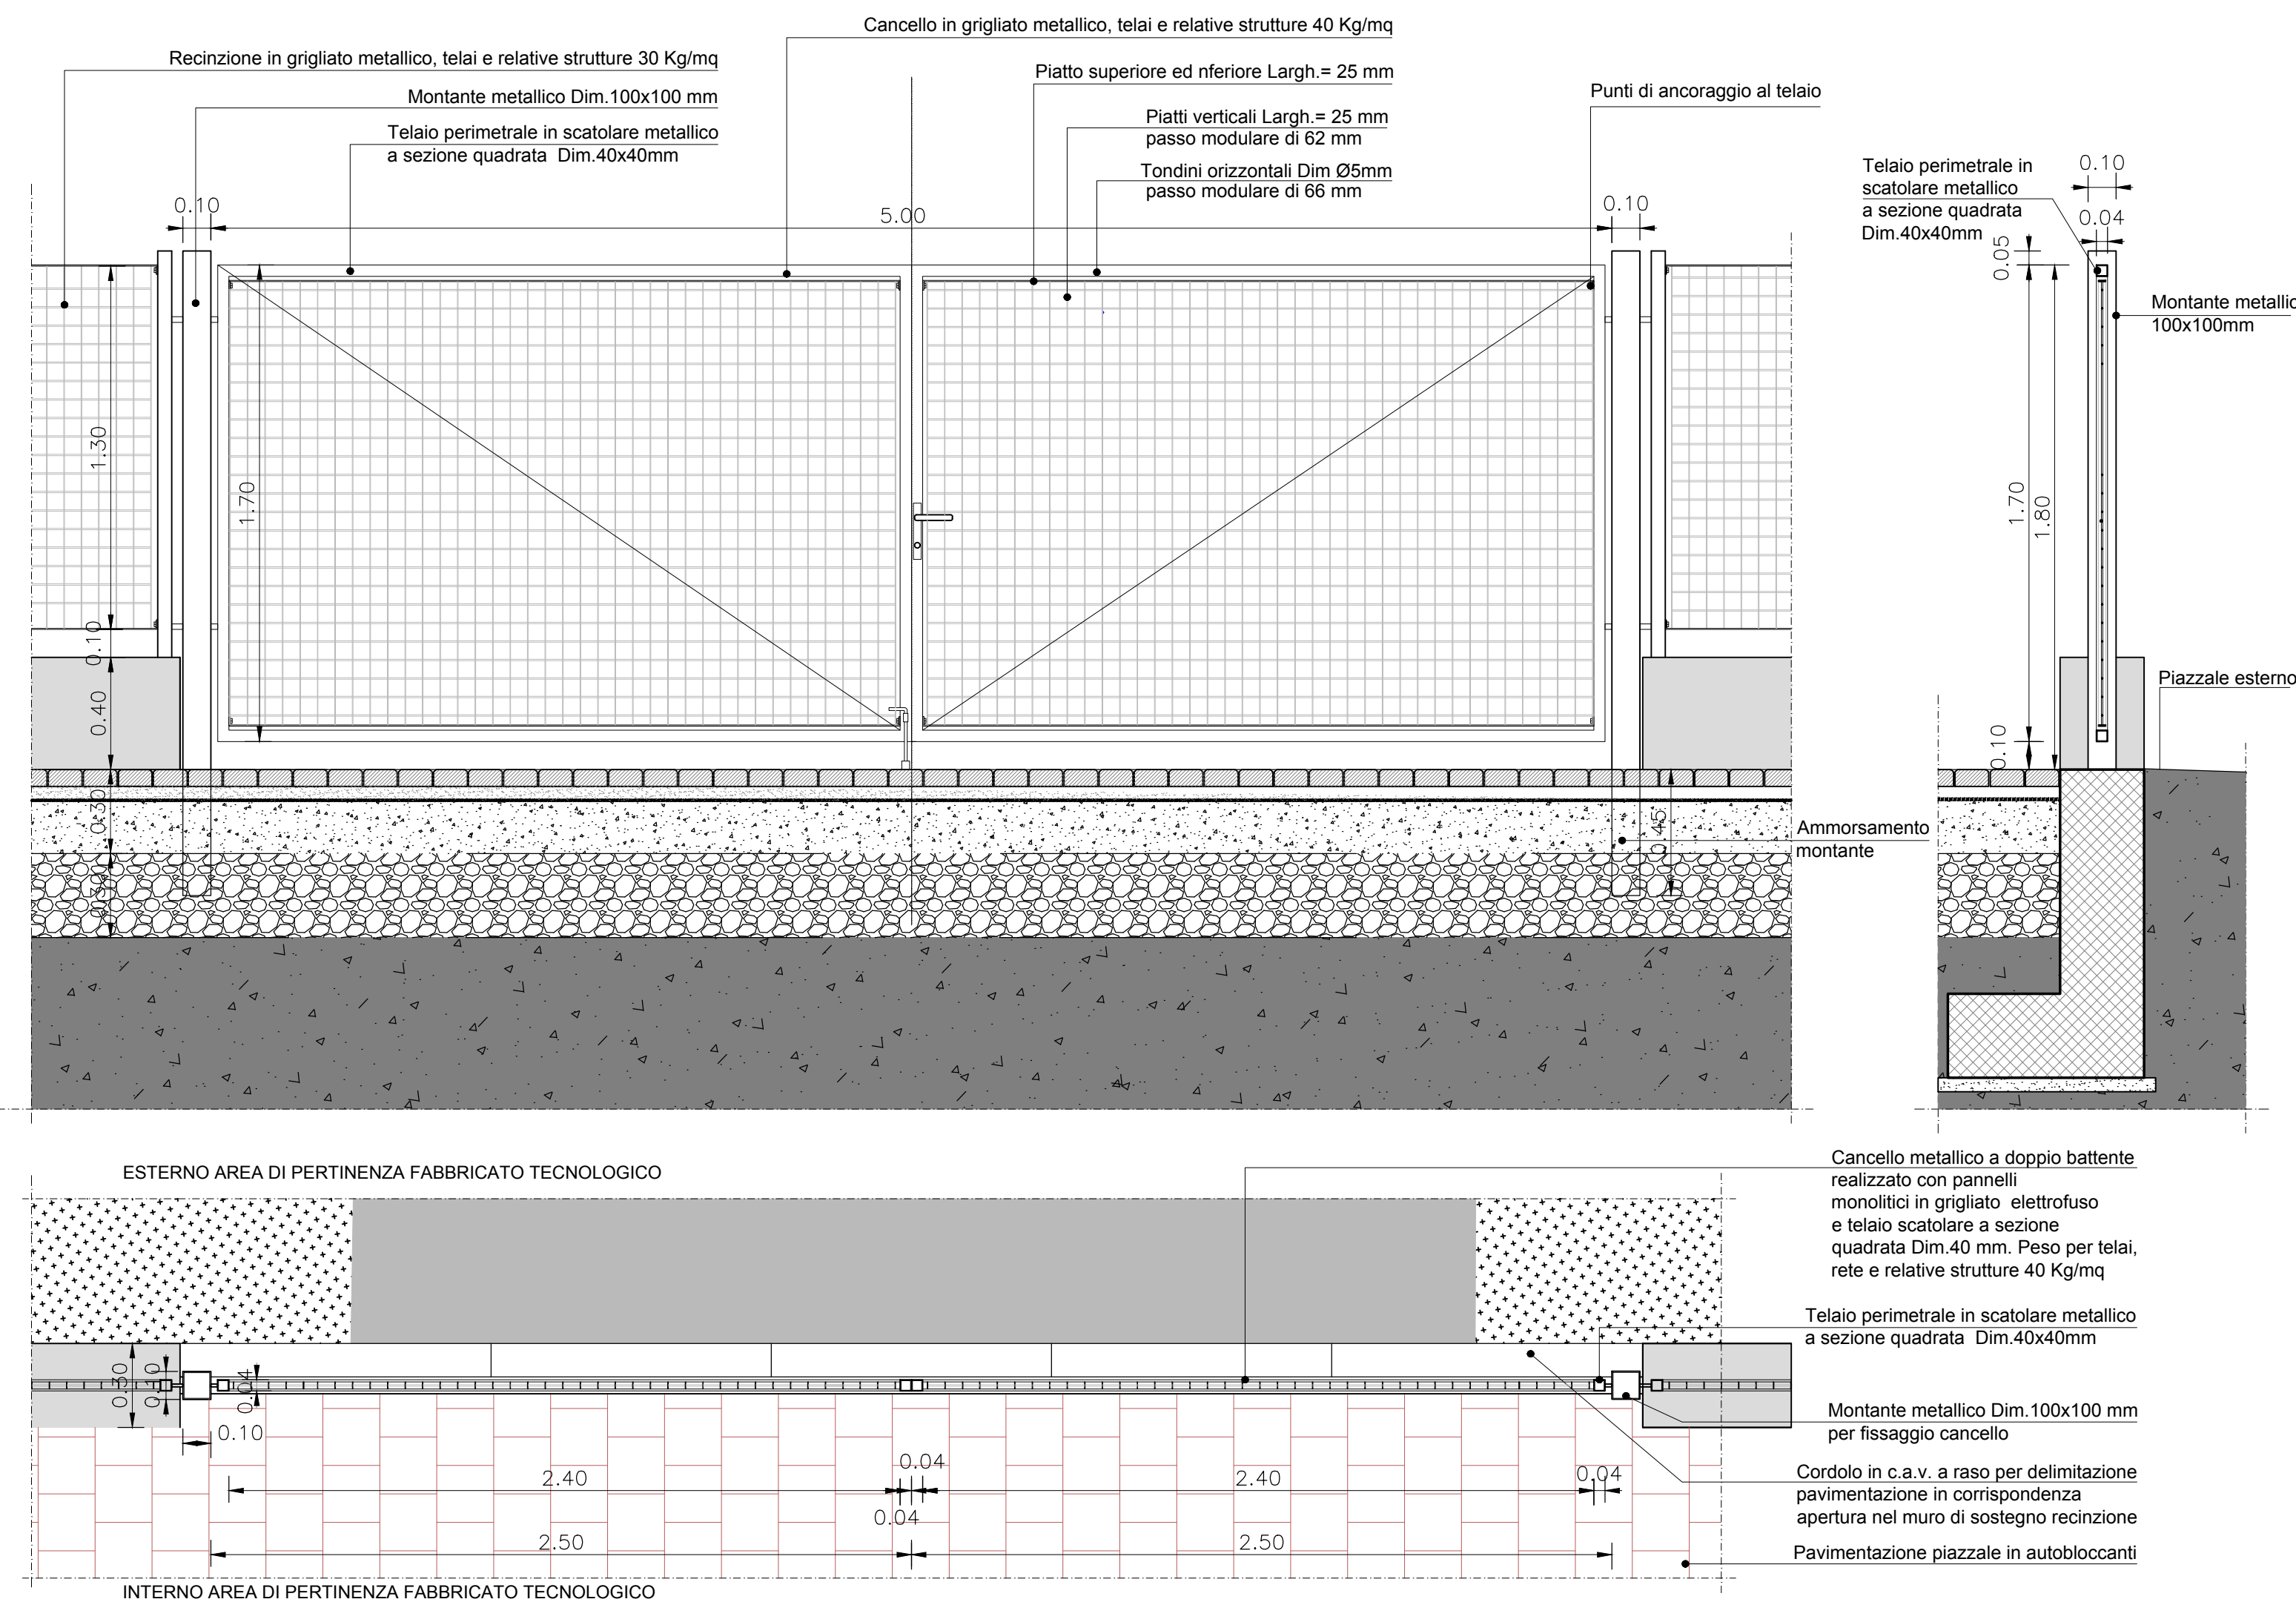 Cancello in grigliato metallico, telai e relative strutture 40 Kg/mq
Recinzione in grigliato metallico, telai e relative strutture 30 Kg/mq
Piatto superiore ed nferiore Largh.= 25 mm
Montante metallico Dim.100x100 mm
Punti di ancoraggio al telaio
Piatti verticali Largh.= 25 mm
passo modulare di 62 mm
Telaio perimetrale in scatolare metallico
a sezione quadrata Dim.40x40mm
Tondini orizzontali Dim Ø5mm
passo modulare di 66 mm
Telaio perimetrale in
scatolare metallico
a sezione quadrata
Dim.40x40mm
0.10
0.04
0.10
5.00
0.10
0.05
Montante metallic
100x100mm
1.30
1.70
1.70
1.80
0.10
0.40
0.30
0.30
0.45
0.10
Piazzale esterno
Ammorsamento
montante
ESTERNO AREA DI PERTINENZA FABBRICATO TECNOLOGICO
Cancello metallico a doppio battente
realizzato con pannelli
monolitici in grigliato elettrofuso
e telaio scatolare a sezione
quadrata Dim.40 mm. Peso per telai,
rete e relative strutture 40 Kg/mq
Telaio perimetrale in scatolare metallico
a sezione quadrata Dim.40x40mm
0.30
0.10
0.04
0.10
Montante metallico Dim.100x100 mm
per fissaggio cancello
2.40
0.04
0.04
2.40
0.04
Cordolo in c.a.v. a raso per delimitazione
pavimentazione in corrispondenza
apertura nel muro di sostegno recinzione
2.50
2.50
Pavimentazione piazzale in autobloccanti
INTERNO AREA DI PERTINENZA FABBRICATO TECNOLOGICO